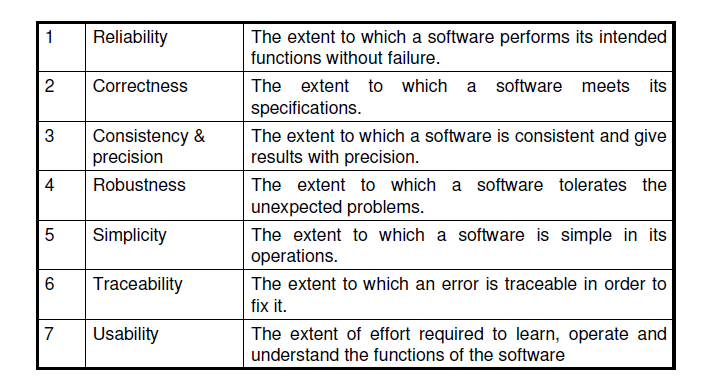 1 Reliability The extent to which a software performs its intended
functions without failure.
2 Correctness The extent to which a software meets its
specifications.
3 Consistency & The extent to which a software is consistent and give
precision results with precision.
4 Robustness The extent to which a software tolerates the
unexpected problems.
5 Simplicity The extent to which a software is simple in its
operations.
6 Traceability The extent to which an error is traceable in order to
fix it.
7 Usability The extent of effort required to learn, operate and
understand the functions of the software